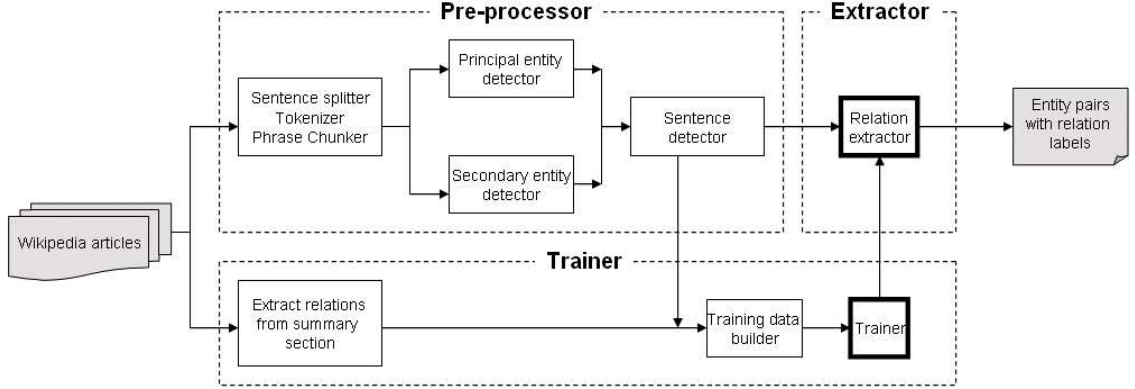 Pre-processor
Extractor
Principal entity
detector
Sentence splitter
Tokenizer
Phrase Chunker
Sentence
detector
Relation
extractor
Entity pairs
with relation
labels
Secondary entity
detector
Wikipedia articles
Trainer
Extract relations
from summary
section
Training data
builder
Trainer